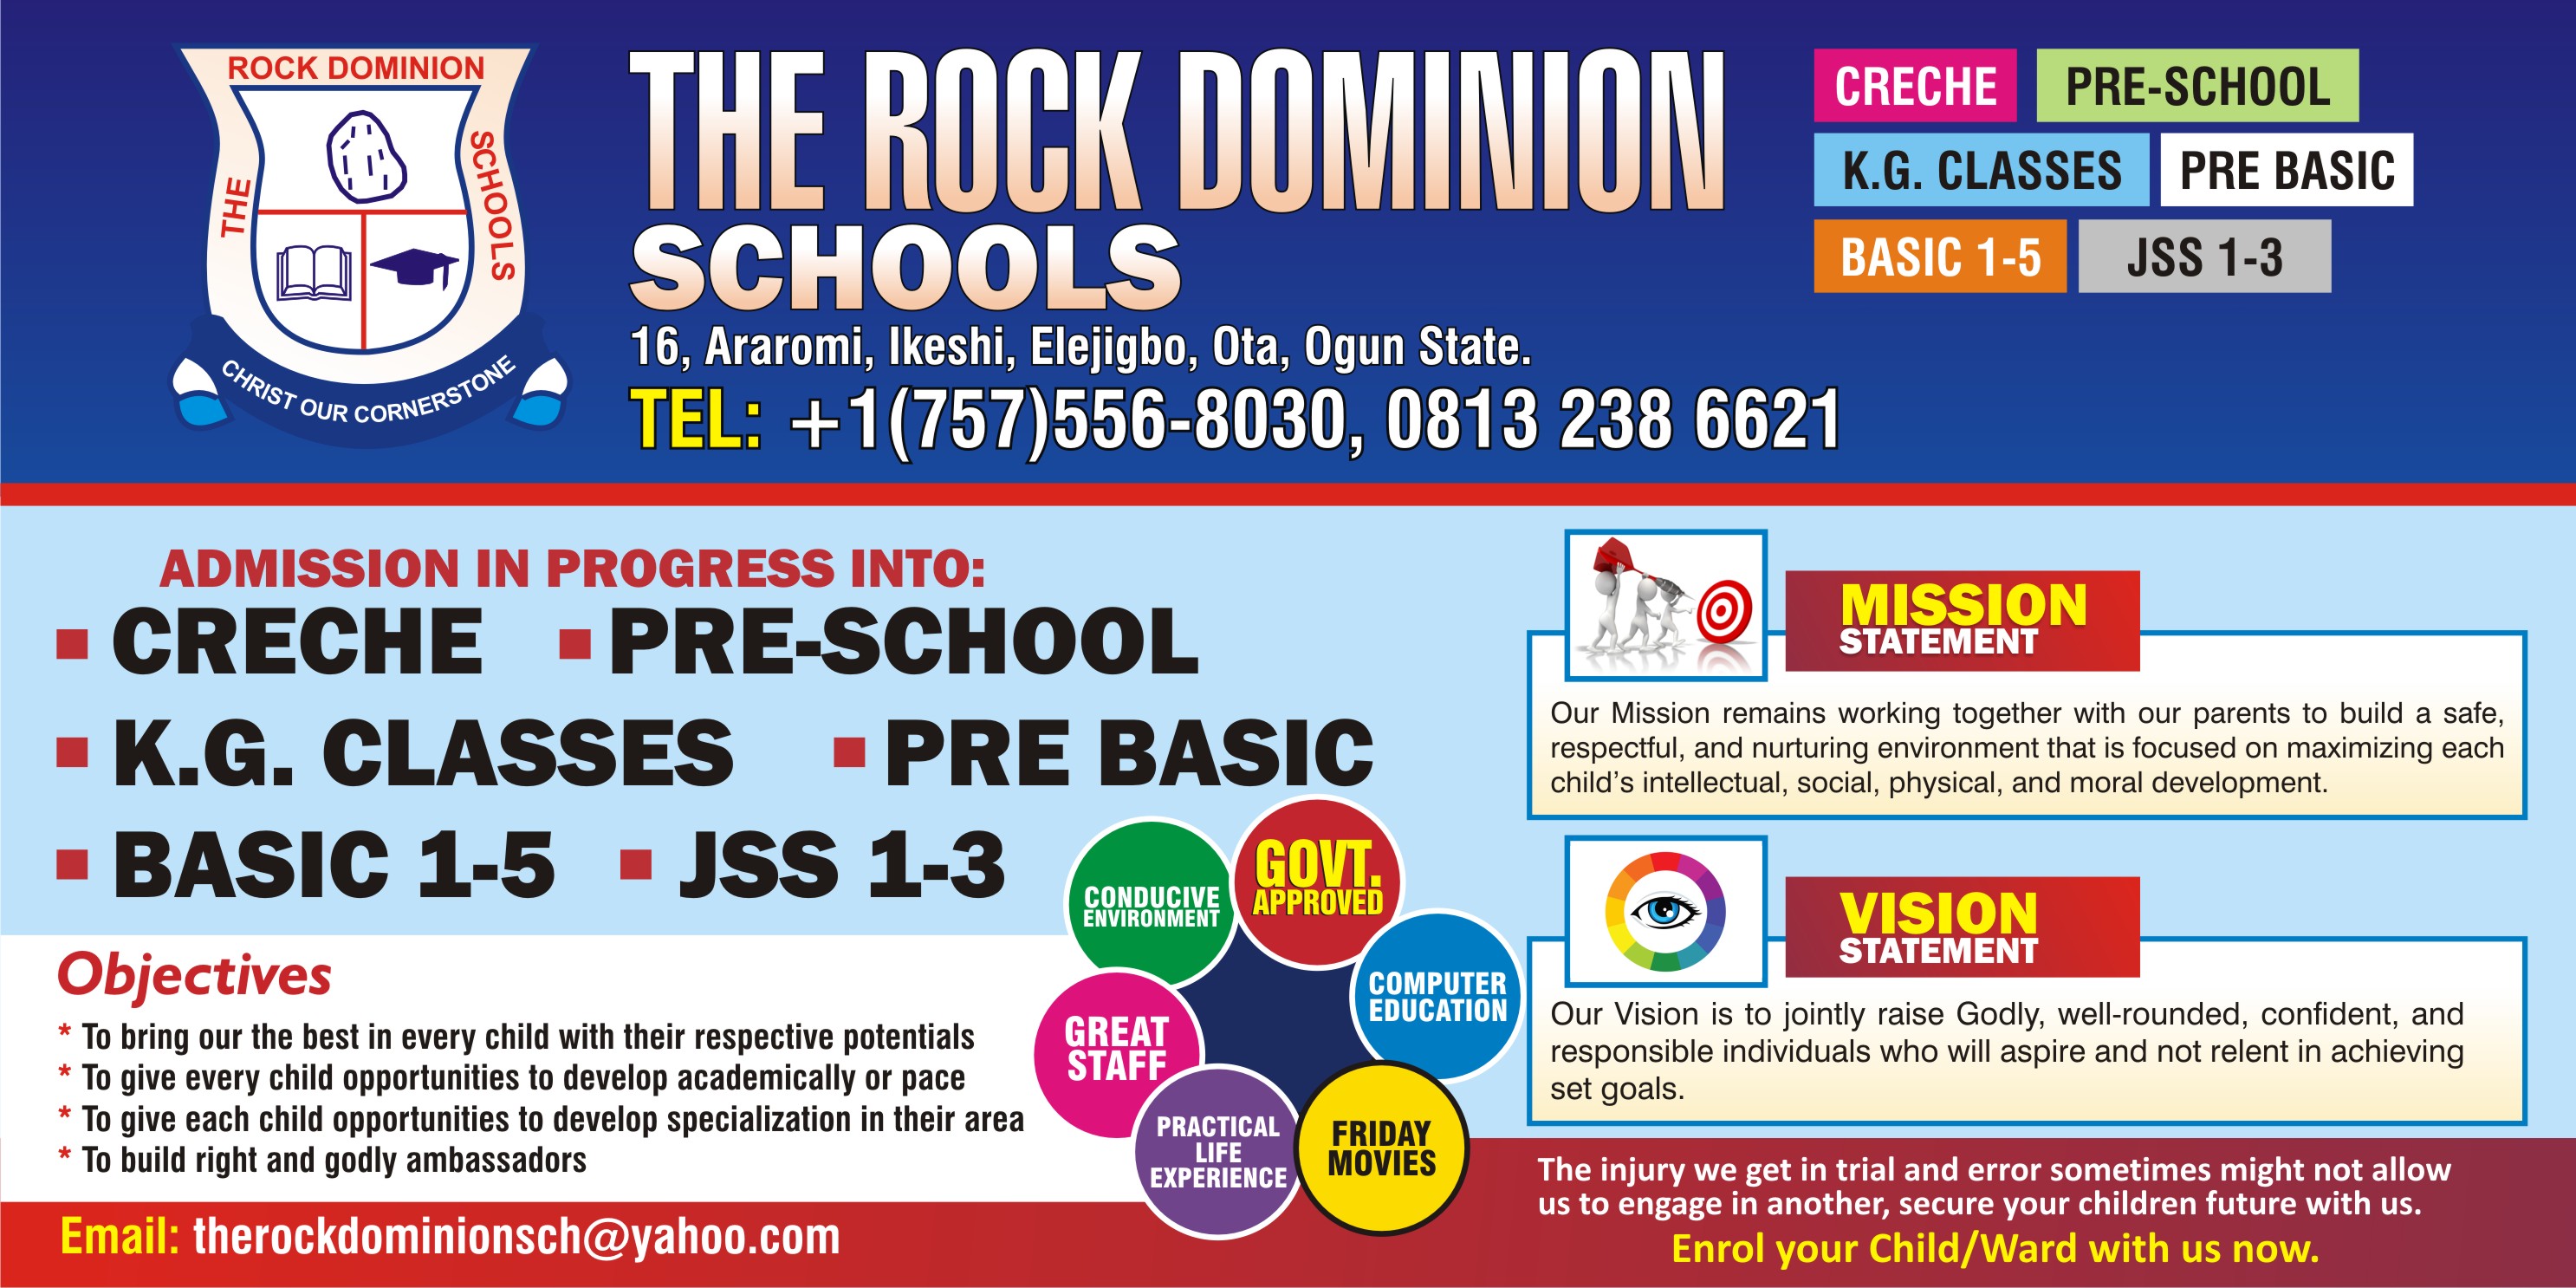 ROCK DOMINION
THE
SCHOOLS
CHRIST OUR CORNERSTONE
THE ROCK DOMINION
SCHOOLS
16, Araromi, Ikeshi, Elejigbo, Ota, Ogun State.
TEL: +1(757)556-8030, 0813 238 6621
CRECHE PRE-SCHOOL
K.G. CLASSES PRE BASIC
BASIC 1-5 JSS 1-3
ADMISSION IN PROGRESS INTO:
▪ CRECHE ▪ PRE-SCHOOL
▪ K.G. CLASSES ▪ PRE BASIC
▪ BASIC 1-5 ▪ JSS 1-3
Objectives
* To bring our the best in every child with their respective potentials
* To give every child opportunities to develop academically or pace
* To give each child opportunities to develop specialization in their area
* To build right and godly ambassadors
Email: therockdominionsch@yahoo.com
CONDUCIVE
ENVIRONMENT
GOVT.
APPROVED
COMPUTER
EDUCATION
GREAT
STAFF
PRACTICAL
LIFE
EXPERIENCE
FRIDAY
MOVIES
MISSION
STATEMENT
Our Mission remains working together with our parents to build a safe,
respectful, and nurturing environment that is focused on maximizing each
child's intellectual, social, physical, and moral development.
VISION
STATEMENT
Our Vision is to jointly raise Godly, well-rounded, confident, and
responsible individuals who will aspire and not relent in achieving
set goals.
The injury we get in trial and error sometimes might not allow
us to engage in another, secure your children future with us.
Enrol your Child/Ward with us now.